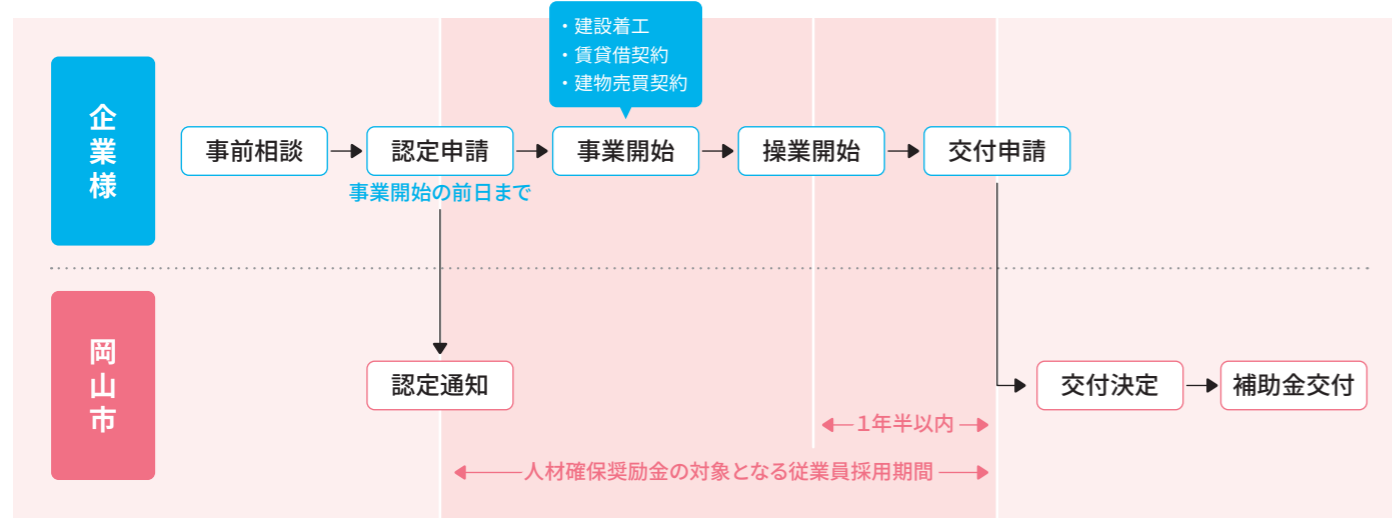 ・建設着工
・賃貸借契約
・建物売買契約
企業様
事前相談
認定申請
事業開始
操業開始
交付申請
事業開始の前日まで
岡山市
認定通知
交付決定
補助金交付
1年半以内
人材確保奨励金の対象となる従業員採用期間